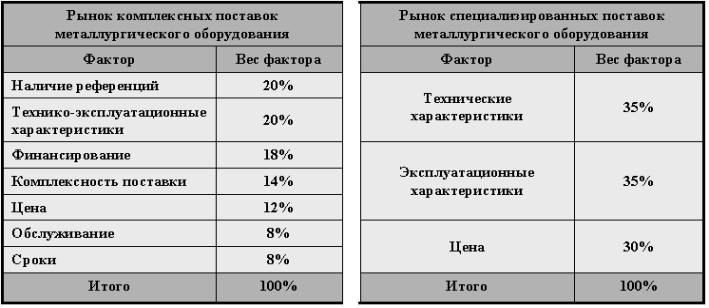 Рынок комплексных поставок
металлургического оборудования
Фактор Вес фактора
Наличие референций 20%
Технико-эксплуатационные
характеристики 20%
Финансирование 18%
Комплексность поставки 14%
Цена 12%
Обслуживание 8%
Сроки 8%
Итого 100%
Рынок специализированных поставок
металлургического оборудования
Фактор Вес фактора
Технические
характеристики 35%
Эксплуатационные
характеристики 35%
Цена 30%
Итого 100%